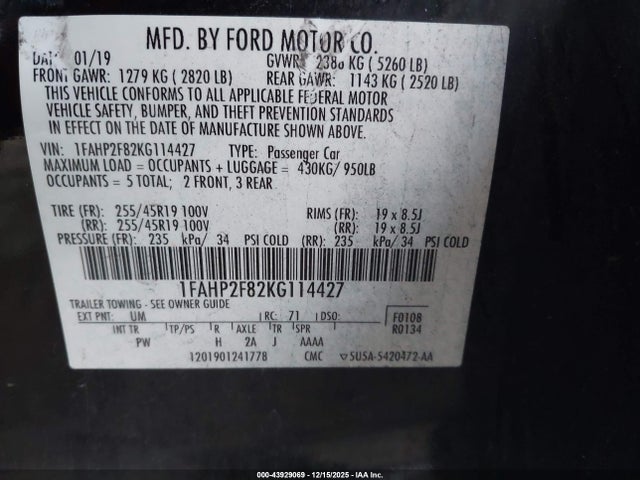 MFD. BY FORD MOTOR CO.
DATE 01/19 GVWR 2386 KG ( 5260 LB)
FRONT GAWR: 1279 KG ( 2820 LB) REAR GAWR: 1143 KG ( 2520 LB)
THIS VEHICLE CONFORMS TO ALL APPLICABLE FEDERAL MOTOR
VEHICLE SAFETY, BUMPER, AND THEFT PREVENTION STANDARDS
IN EFFECT ON THE DATE OF MANUFACTURE SHOWN ABOVE.
VIN: 1FAHP2F82KG114427 TYPE: Passenger Car
MAXIMUM LOAD = OCCUPANTS + LUGGAGE = 430KG/ 950LB
OCCUPANTS = 5 TOTAL; 2 FRONT, 3 REAR
TIRE (FR): 255/45R19 100V RIMS (FR): 19 x 8.5J
(RR): 255/45R19 100V (RR): 19 x 8.5J
PRESSURE (FR): 235 kPa/ 34 PSI COLD (RR): 235 kPa/ 34 PSI COLD
1FAHP2F82KG114427
TRAILER TOWING - SEE OWNER GUIDE
EXT PNT: UM RC: 71 DSO: F0108
INT TR TP/PS R AXLE TR SPR R0134
PW H 2A J AAAA
1201901241778 CMC ▽ 5USA-5420472-AA
000-43929069 - 12/15/2025 - IAA Inc.